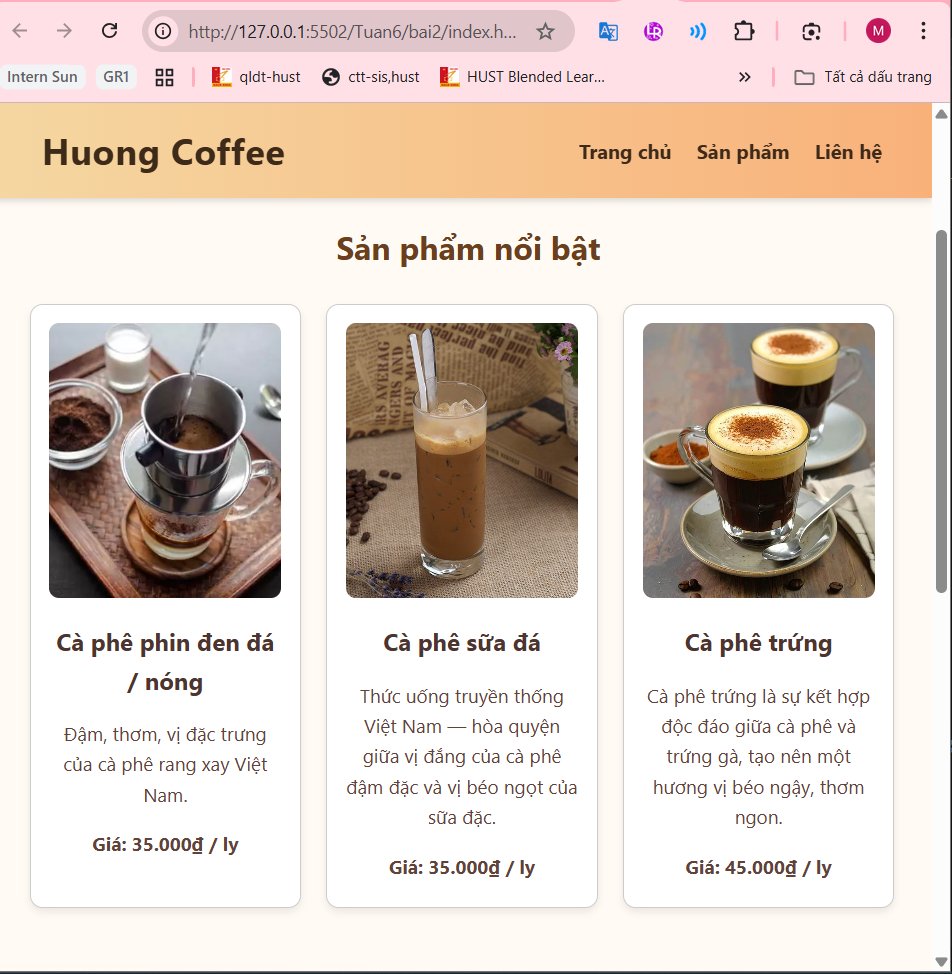 http://127.0.0.1:5502/Tuan6/bai2/index.h...
M
Intern Sun GR1 qldt-hust ctt-sis,hust HUST Blended Lear... » Tất cả dấu trang
Huong Coffee Trang chủ Sản phẩm Liên hệ
Sản phẩm nổi bật
Cà phê phin đen đá
/ nóng
Đậm, thơm, vị đặc trưng
của cà phê rang xay Việt
Nam.
Giá: 35.000₫ / ly
Cà phê sữa đá
Thức uống truyền thống
Việt Nam — hòa quyện
giữa vị đắng của cà phê
đậm đặc và vị béo ngọt của
sữa đặc.
Giá: 35.000₫ / ly
Cà phê trứng
Cà phê trứng là sự kết hợp
độc đáo giữa cà phê và
trứng gà, tạo nên một
hương vị béo ngậy, thơm
ngon.
Giá: 45.000₫ / ly